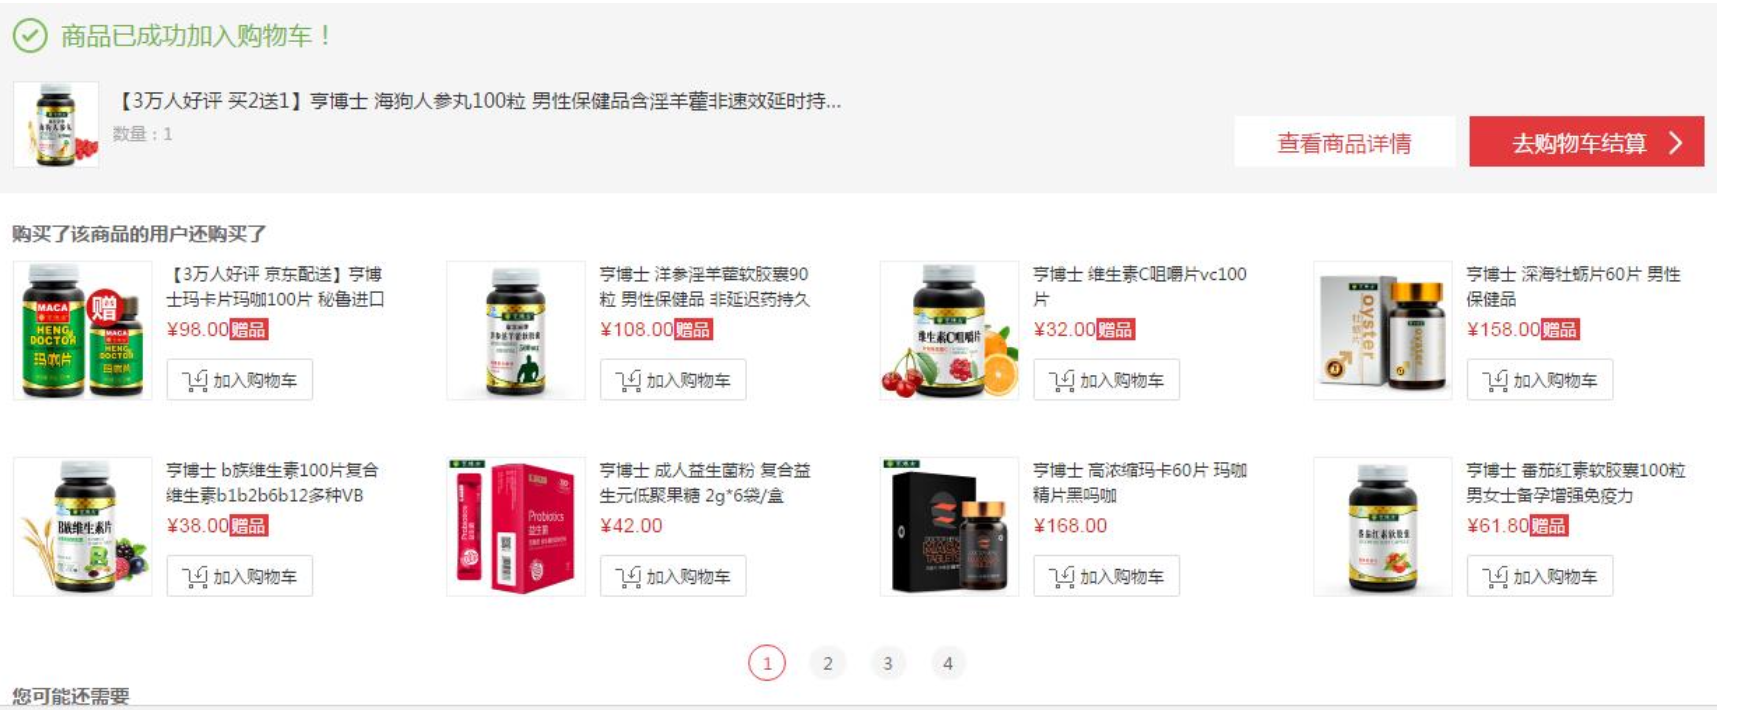 商品已成功加入购物车！
【3万人好评 买2送1】亨博士 海狗人参丸100粒 男性保健品含淫羊藿非速效延时持...
数量：1
查看商品详情
去购物车结算
购买了该商品的用户还购买了
【3万人好评 京东配送】亨博
士玛卡片玛咖100片 秘鲁进口
¥98.00赠品
加入购物车
亨博士 洋参淫羊藿软胶囊90
粒 男性保健品 非延迟药持久
¥108.00赠品
加入购物车
亨博士 维生素C咀嚼片vc100
片
¥32.00赠品
加入购物车
亨博士 深海牡蛎片60片 男性
保健品
¥158.00赠品
加入购物车
MACA
HENG
DOCTOR
玛咖片
赠
MACA
HENG
DOCTOR
玛咖片
500mg
维生素C咀嚼片
oyster
亨博士 b族维生素100片复合
维生素b1b2b6b12多种VB
¥38.00赠品
加入购物车
亨博士 成人益生菌粉 复合益
生元低聚果糖 2g*6袋/盒
¥42.00
加入购物车
亨博士 高浓缩玛卡60片 玛咖
精片黑吗咖
¥168.00
加入购物车
亨博士 番茄红素软胶囊100粒
男女士备孕增强免疫力
¥61.80赠品
加入购物车
B族维生素片
Probiotics
益生菌
番茄红素软胶囊
1
2
3
4
您可能还需要